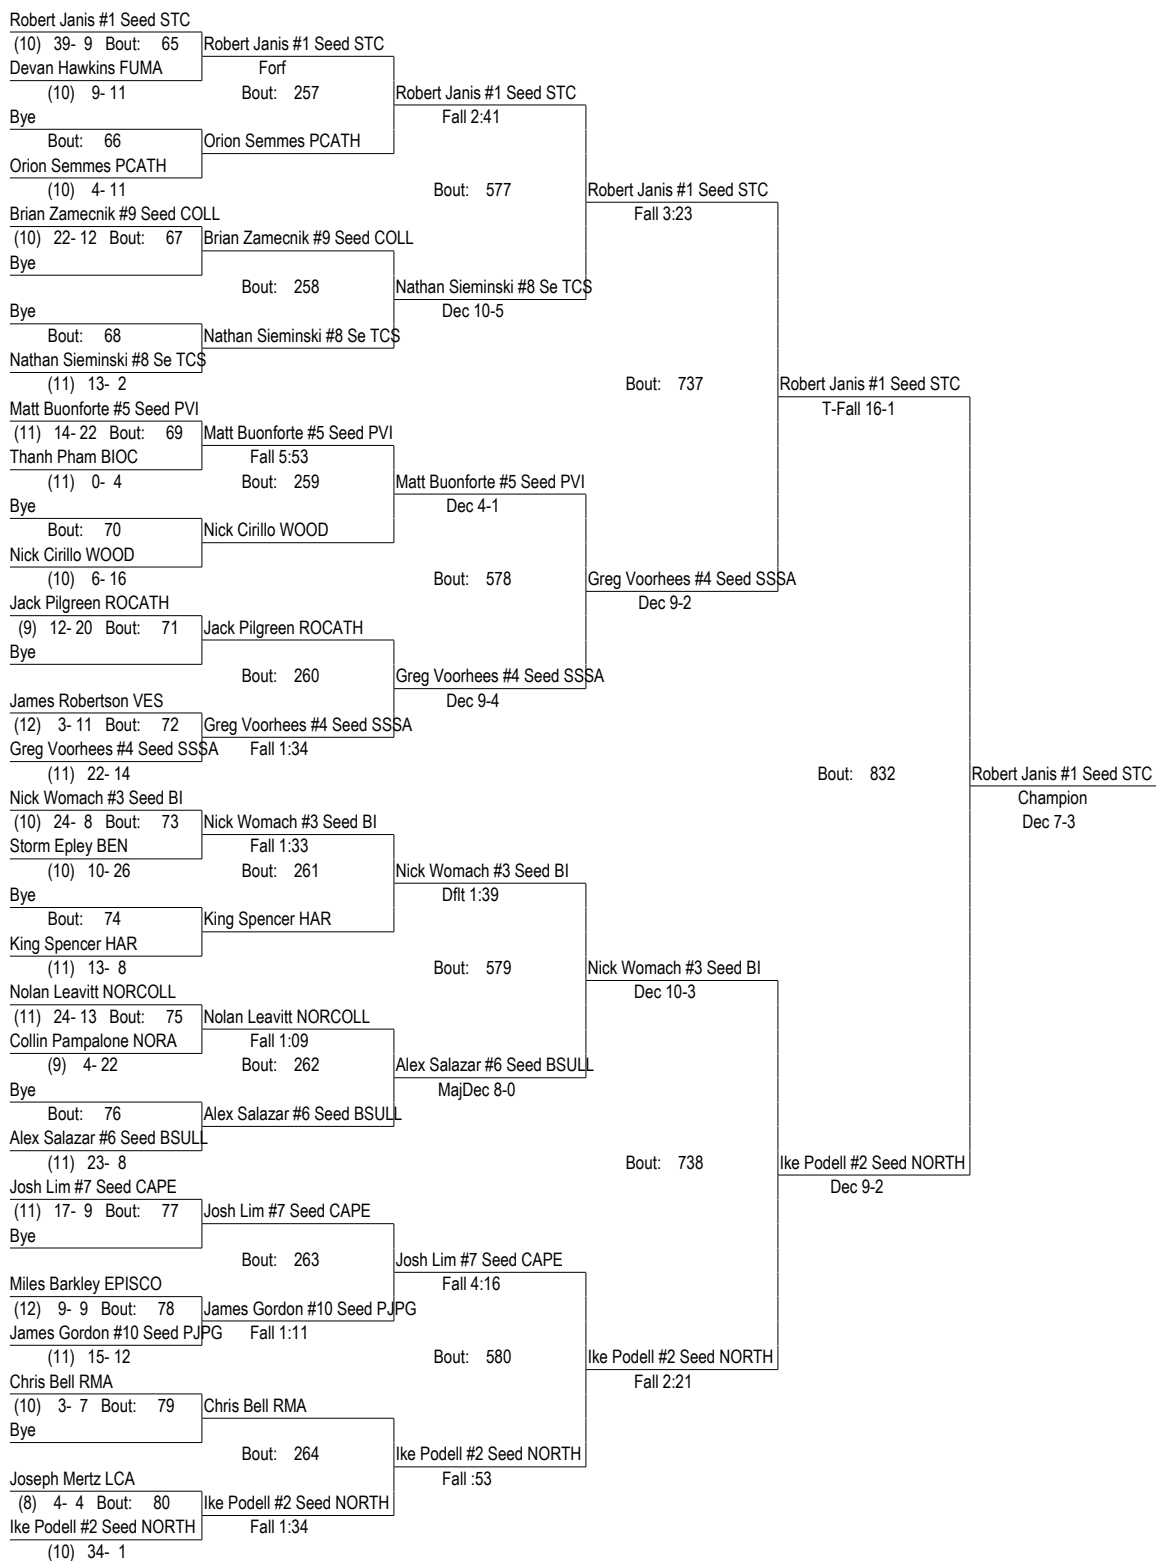 Robert Janis #1 Seed STC
(10) 39- 9 Bout: 65 Robert Janis #1 Seed STC
Devan Hawkins FUMA Forf
(10) 9- 11 Bout: 257 Robert Janis #1 Seed STC
Bye Fall 2:41
Bout: 66 Orion Semmes PCATH
Orion Semmes PCATH
(10) 4- 11 Bout: 577 Robert Janis #1 Seed STC
Brian Zamecnik #9 Seed COLL Fall 3:23
(10) 22- 12 Bout: 67 Brian Zamecnik #9 Seed COLL
Bye
Bout: 258 Nathan Sieminski #8 Se TCS
Bye Dec 10-5
Bout: 68 Nathan Sieminski #8 Se TCS
Nathan Sieminski #8 Se TCS
(11) 13- 2 Bout: 737 Robert Janis #1 Seed STC
Matt Buonforte #5 Seed PVI T-Fall 16-1
(11) 14- 22 Bout: 69 Matt Buonforte #5 Seed PVI
Thanh Pham BIOC Fall 5:53
(11) 0- 4 Bout: 259 Matt Buonforte #5 Seed PVI
Bye Dec 4-1
Bout: 70 Nick Cirillo WOOD
Nick Cirillo WOOD
(10) 6- 16 Bout: 578 Greg Voorhees #4 Seed SSSA
Jack Pilgreen ROCATH Dec 9-2
(9) 12- 20 Bout: 71 Jack Pilgreen ROCATH
Bye
Bout: 260 Greg Voorhees #4 Seed SSSA
James Robertson VES Dec 9-4
(12) 3- 11 Bout: 72 Greg Voorhees #4 Seed SSSA
Greg Voorhees #4 Seed SSSA Fall 1:34
(11) 22- 14 Bout: 832 Robert Janis #1 Seed STC
Nick Womach #3 Seed BI Champion
(10) 24- 8 Bout: 73 Nick Womach #3 Seed BI Dec 7-3
Storm Epley BEN Fall 1:33
(10) 10- 26 Bout: 261 Nick Womach #3 Seed BI
Bye Dflt 1:39
Bout: 74 King Spencer HAR
King Spencer HAR
(11) 13- 8 Bout: 579 Nick Womach #3 Seed BI
Nolan Leavitt NORCOLL Dec 10-3
(11) 24- 13 Bout: 75 Nolan Leavitt NORCOLL
Collin Pampalone NORA Fall 1:09
(9) 4- 22 Bout: 262 Alex Salazar #6 Seed BSULL
Bye MajDec 8-0
Bout: 76 Alex Salazar #6 Seed BSULL
Alex Salazar #6 Seed BSULL
(11) 23- 8 Bout: 738 Ike Podell #2 Seed NORTH
Josh Lim #7 Seed CAPE Dec 9-2
(11) 17- 9 Bout: 77 Josh Lim #7 Seed CAPE
Bye
Bout: 263 Josh Lim #7 Seed CAPE
Miles Barkley EPISCO Fall 4:16
(12) 9- 9 Bout: 78 James Gordon #10 Seed PJPG
James Gordon #10 Seed PJPG Fall 1:11
(11) 15- 12 Bout: 580 Ike Podell #2 Seed NORTH
Chris Bell RMA Fall 2:21
(10) 3- 7 Bout: 79 Chris Bell RMA
Bye
Bout: 264 Ike Podell #2 Seed NORTH
Joseph Mertz LCA Fall :53
(8) 4- 4 Bout: 80 Ike Podell #2 Seed NORTH
Ike Podell #2 Seed NORTH Fall 1:34
(10) 34- 1